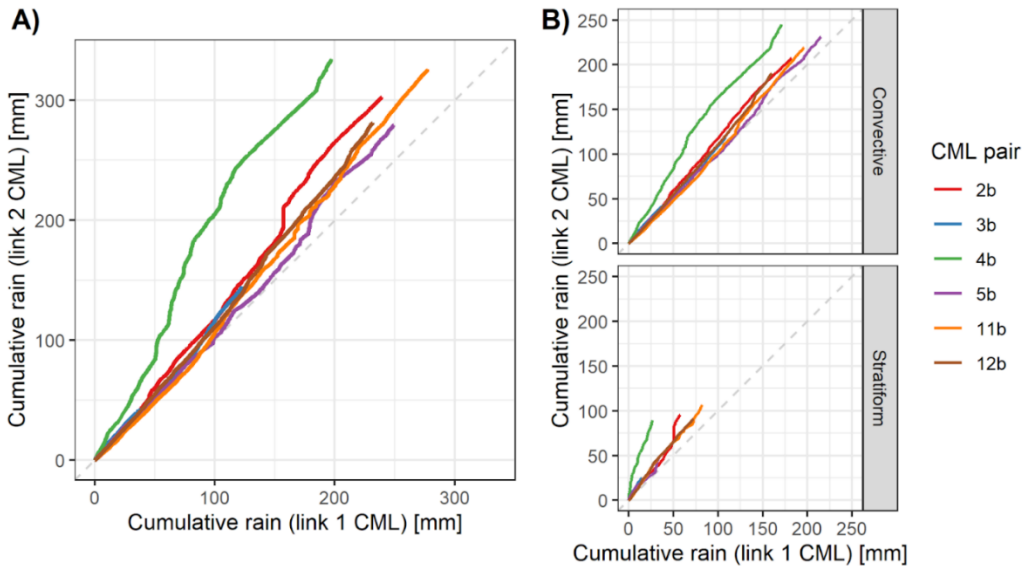 A)
Cumulative rain (link 2 CML) [mm]
300
200
100
0
0 100 200 300
Cumulative rain (link 1 CML) [mm]
B)
Cumulative rain (link 2 CML) [mm]
250
200
150
100
50
0
Convective
250
200
150
100
50
0
Stratiform
0 50 100 150 200 250
Cumulative rain (link 1 CML) [mm]
CML pair
2b
3b
4b
5b
11b
12b